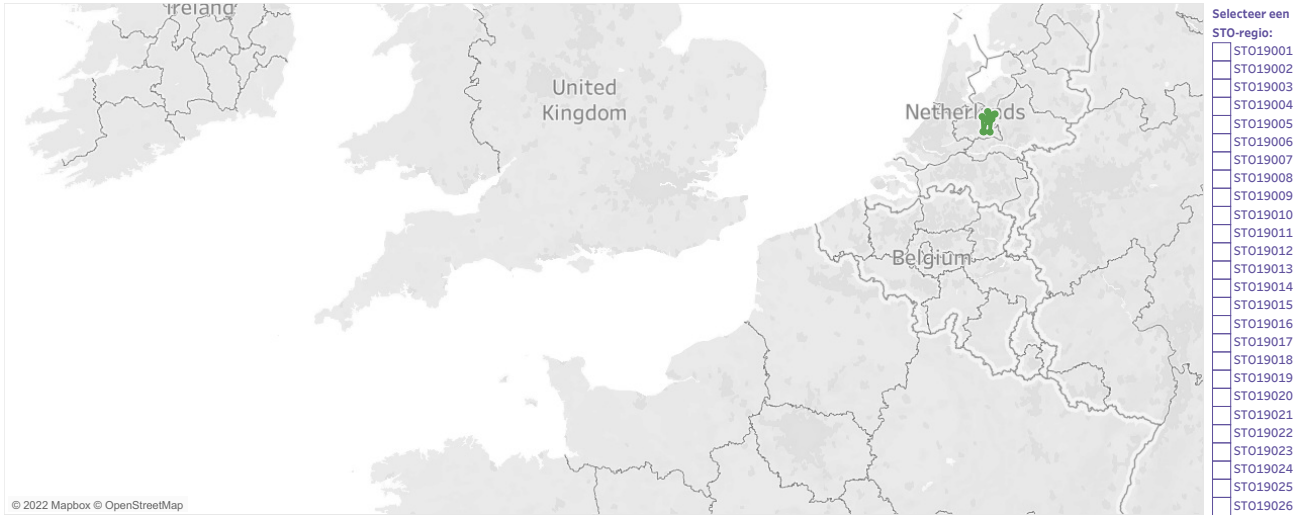 Ireland
United
Kingdom
Netherlands
Belgium
© 2022 Mapbox © OpenStreetMap
Selecteer een
STO-regio:
STO19001
STO19002
STO19003
STO19004
STO19005
STO19006
STO19007
STO19008
STO19009
STO19010
STO19011
STO19012
STO19013
STO19014
STO19015
STO19016
STO19017
STO19018
STO19019
STO19020
STO19021
STO19022
STO19023
STO19024
STO19025
STO19026